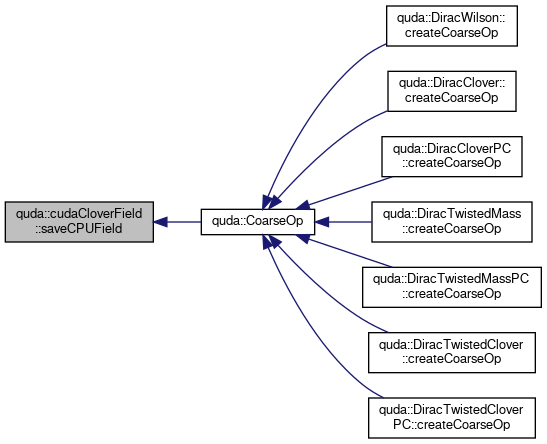 quda::cudaCloverField
::saveCPUField
quda::CoarseOp
quda::DiracWilson::
createCoarseOp
quda::DiracClover::
createCoarseOp
quda::DiracCloverPC
::createCoarseOp
quda::DiracTwistedMass
::createCoarseOp
quda::DiracTwistedMassPC
::createCoarseOp
quda::DiracTwistedClover
::createCoarseOp
quda::DiracTwistedClover
PC::createCoarseOp